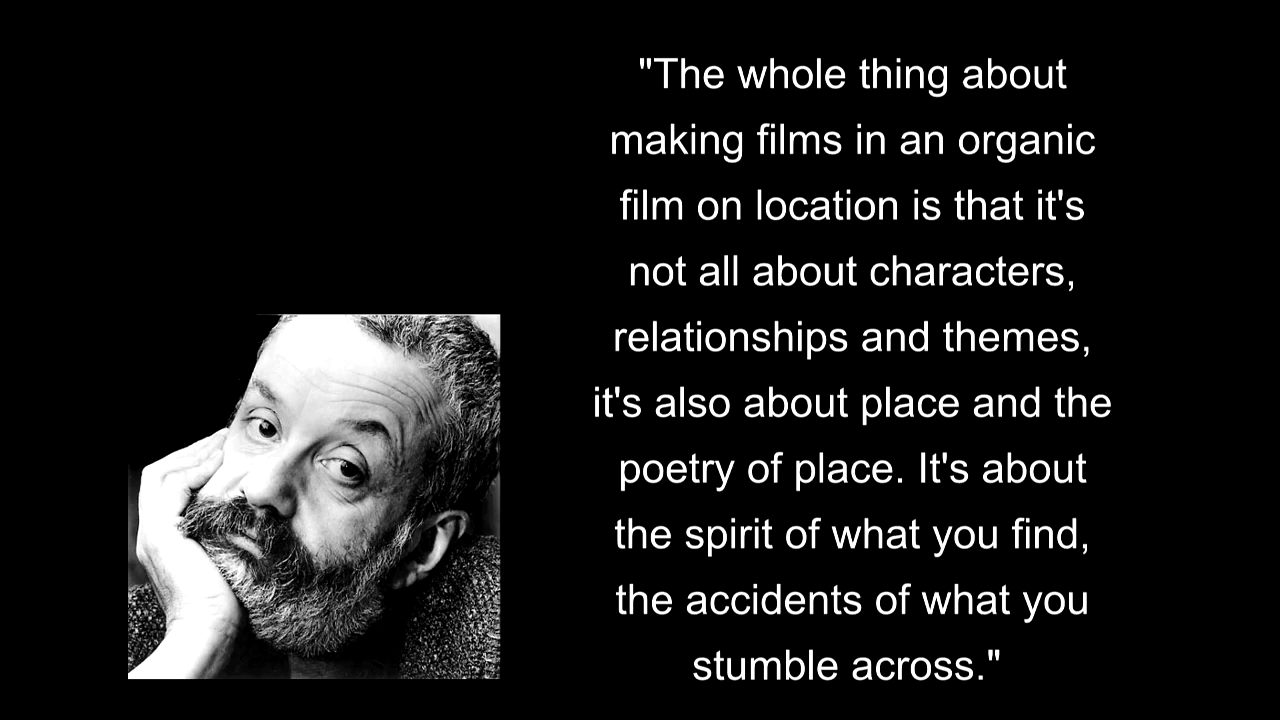 "The whole thing about
making films in an organic
film on location is that it's
not all about characters,
relationships and themes,
it's also about place and the
poetry of place. It's about
the spirit of what you find,
the accidents of what you
stumble across."